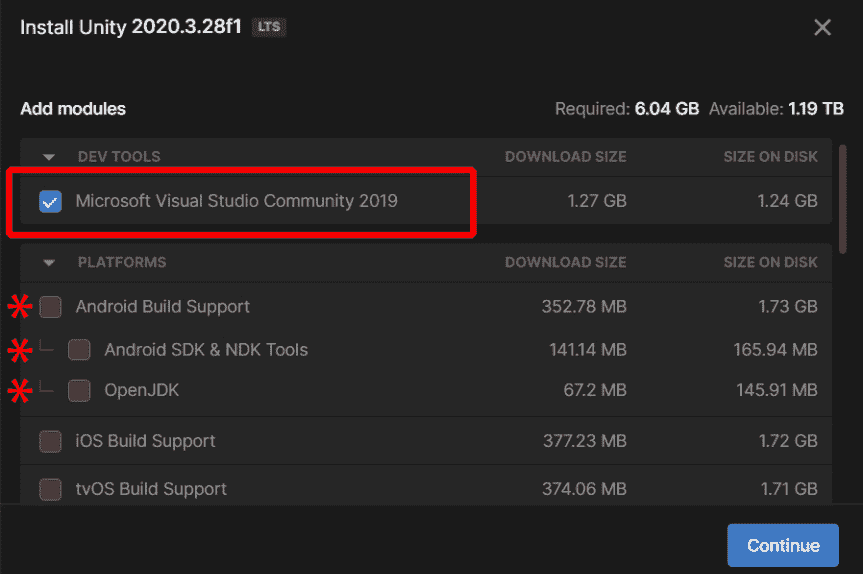 Install Unity 2020.3.28f1 LTS
Add modules Required: 6.04 GB Available: 1.19 TB
DEV TOOLS DOWNLOAD SIZE SIZE ON DISK
Microsoft Visual Studio Community 2019 1.27 GB 1.24 GB
PLATFORMS DOWNLOAD SIZE SIZE ON DISK
Android Build Support 352.78 MB 1.73 GB
Android SDK & NDK Tools 141.14 MB 165.94 MB
OpenJDK 67.2 MB 145.91 MB
iOS Build Support 377.23 MB 1.72 GB
tvOS Build Support 374.06 MB 1.71 GB
Continue